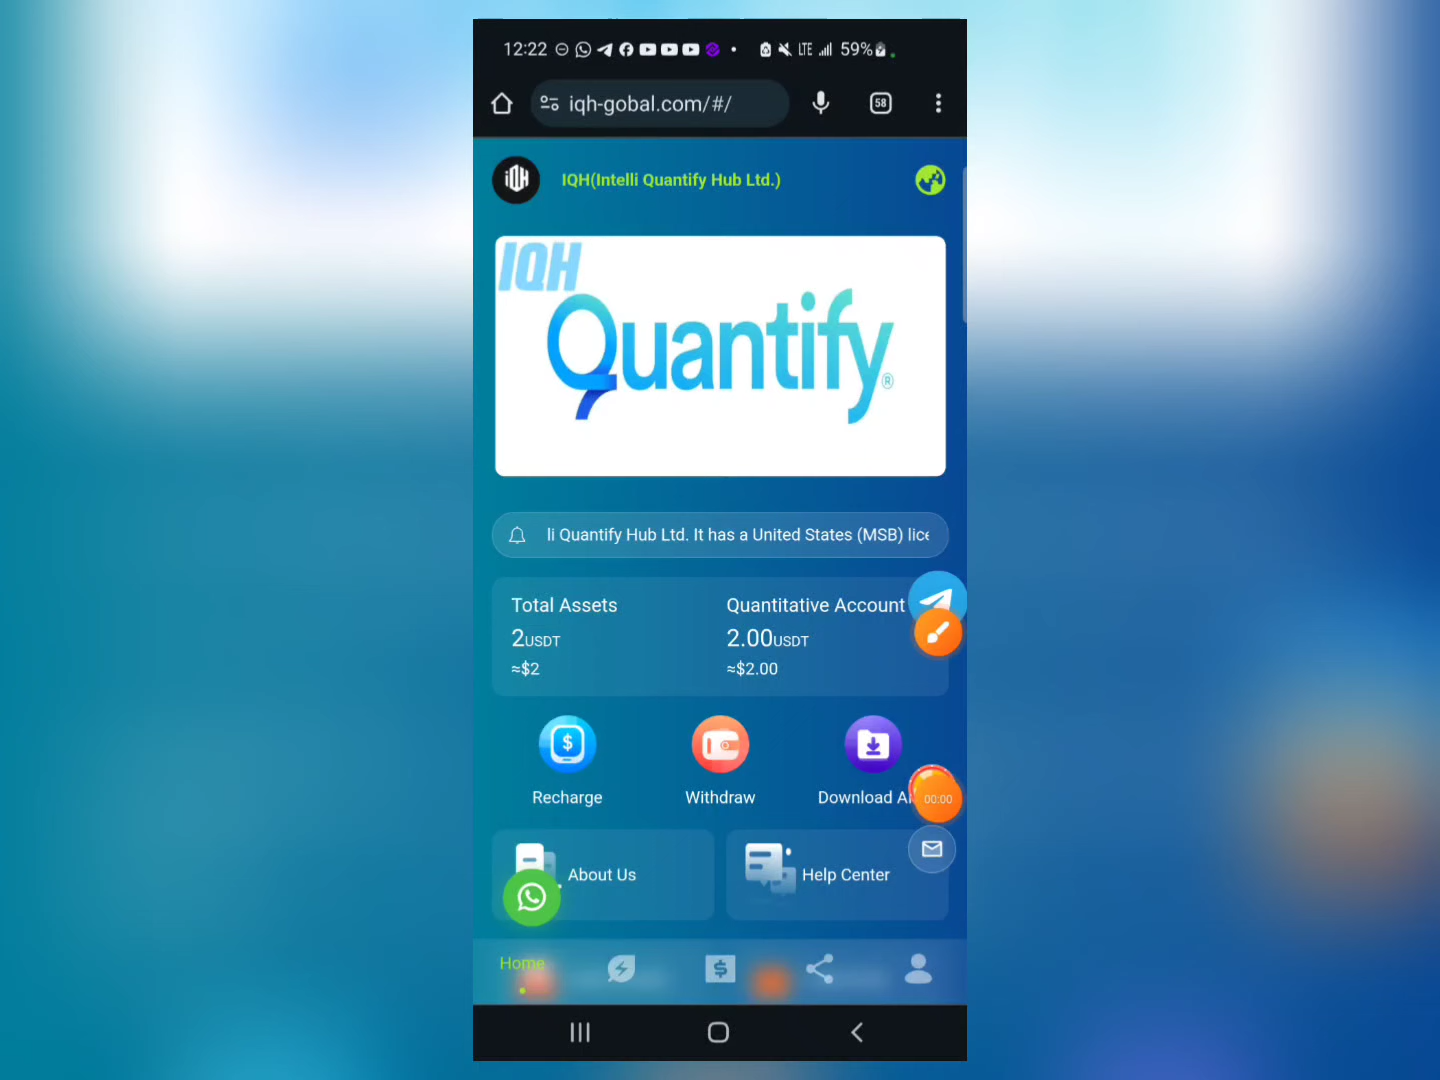 12:22 LTE 59%
iqh-gobal.com/#/ 58
iQH IQH(Intelli Quantify Hub Ltd.)
IQH
Quantify®
li Quantify Hub Ltd. It has a United States (MSB) lice
Total Assets Quantitative Account
2USDT 2.00USDT
≈$2 ≈$2.00
Recharge Withdraw Download A
00:00
About Us Help Center
Home